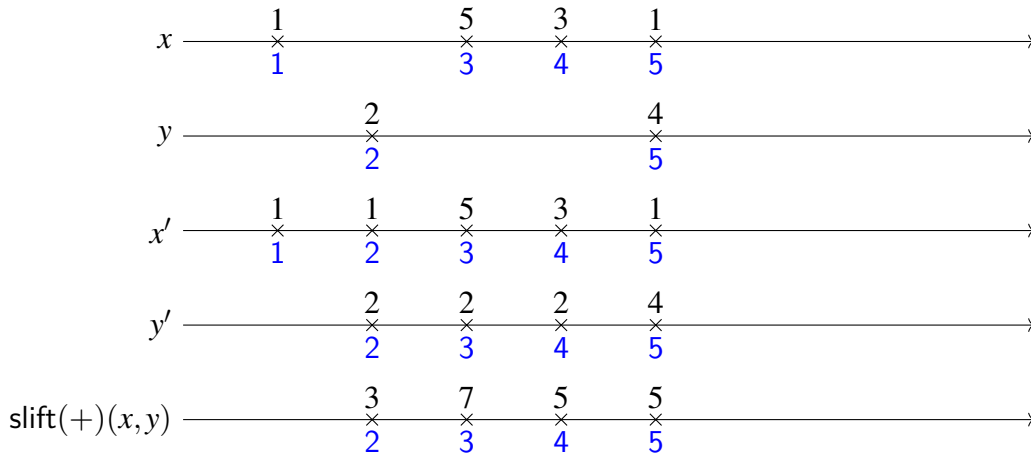 1 5 3 1
x
1 3 4 5
2 4
y
2 5
1 1 5 3 1
x′
1 2 3 4 5
2 2 2 4
y′
2 3 4 5
3 7 5 5
slift(+)(x,y)
2 3 4 5